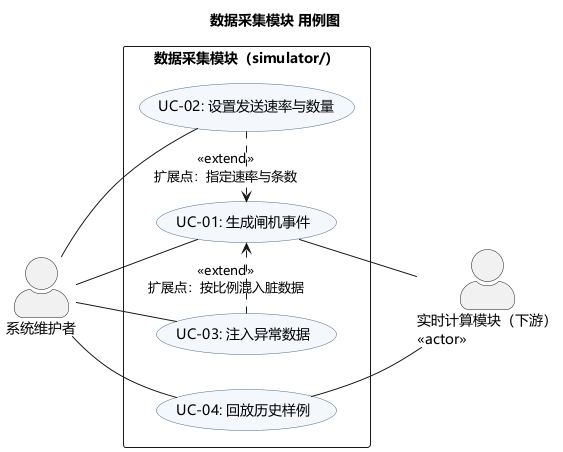 数据采集模块 用例图
数据采集模块（simulator/）
UC-02: 设置发送速率与数量
«extend»
扩展点：指定速率与条数
UC-01: 生成闸机事件
«extend»
扩展点：按比例混入脏数据
UC-03: 注入异常数据
UC-04: 回放历史样例
系统维护者
实时计算模块（下游）
«actor»